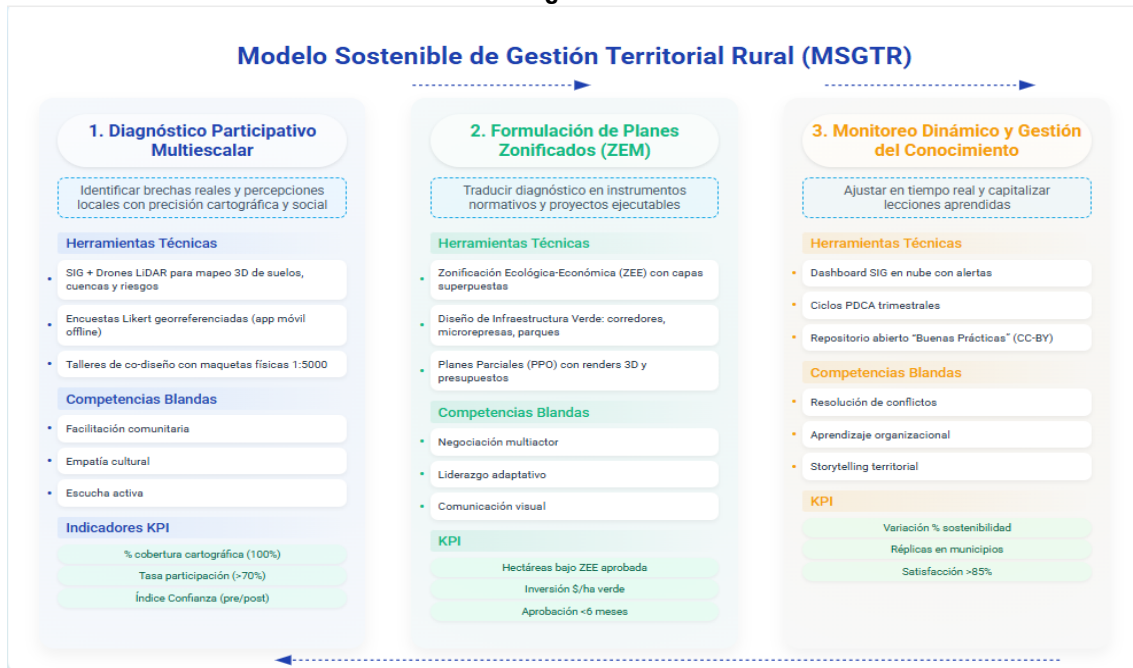 Modelo Sostenible de Gestión Territorial Rural (MSGTR)
1. Diagnóstico Participativo
Multiescalar
Identificar brechas reales y percepciones
locales con precisión cartográfica y social
Herramientas Técnicas
SIG + Drones LiDAR para mapeo 3D de suelos,
cuencas y riesgos
Encuestas Likert georreferenciadas (app móvil
offline)
Talleres de co-diseño con maquetas físicas 1:5000
Competencias Blandas
Facilitación comunitaria
Empatía cultural
Escucha activa
Indicadores KPI
% cobertura cartográfica (100%)
Tasa participación (>70%)
Índice Confianza (pre/post)
2. Formulación de Planes
Zonificados (ZEM)
Traducir diagnóstico en instrumentos
normativos y proyectos ejecutables
Herramientas Técnicas
Zonificación Ecológica-Económica (ZEE) con capas
superpuestas
Diseño de Infraestructura Verde: corredores,
microrepresas, parques
Planes Parciales (PPO) con renders 3D y
presupuestos
Competencias Blandas
Negociación multiactor
Liderazgo adaptativo
Comunicación visual
KPI
Hectáreas bajo ZEE aprobada
Inversión $/ha verde
Aprobación <6 meses
3. Monitoreo Dinámico y Gestión
del Conocimiento
Ajustar en tiempo real y capitalizar
lecciones aprendidas
Herramientas Técnicas
Dashboard SIG en nube con alertas
Ciclos PDCA trimestrales
Repositorio abierto “Buenas Prácticas” (CC-BY)
Competencias Blandas
Resolución de conflictos
Aprendizaje organizacional
Storytelling territorial
KPI
Variación % sostenibilidad
Réplicas en municipios
Satisfacción >85%